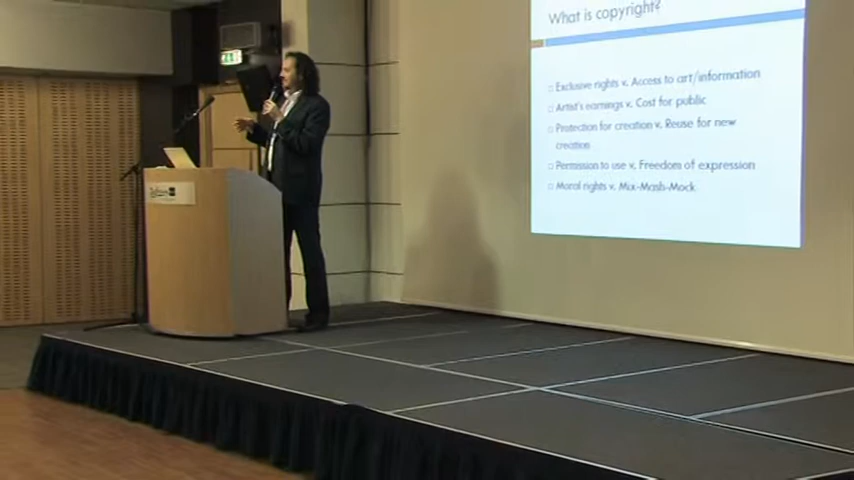 What is copyright?
Exclusive rights v. Access to art/information
Artist's earnings v. Cost for public
Protection for creation v. Reuse for new
creation
Permission to use v. Freedom of expression
Moral rights v. Mix-Mash-Mock